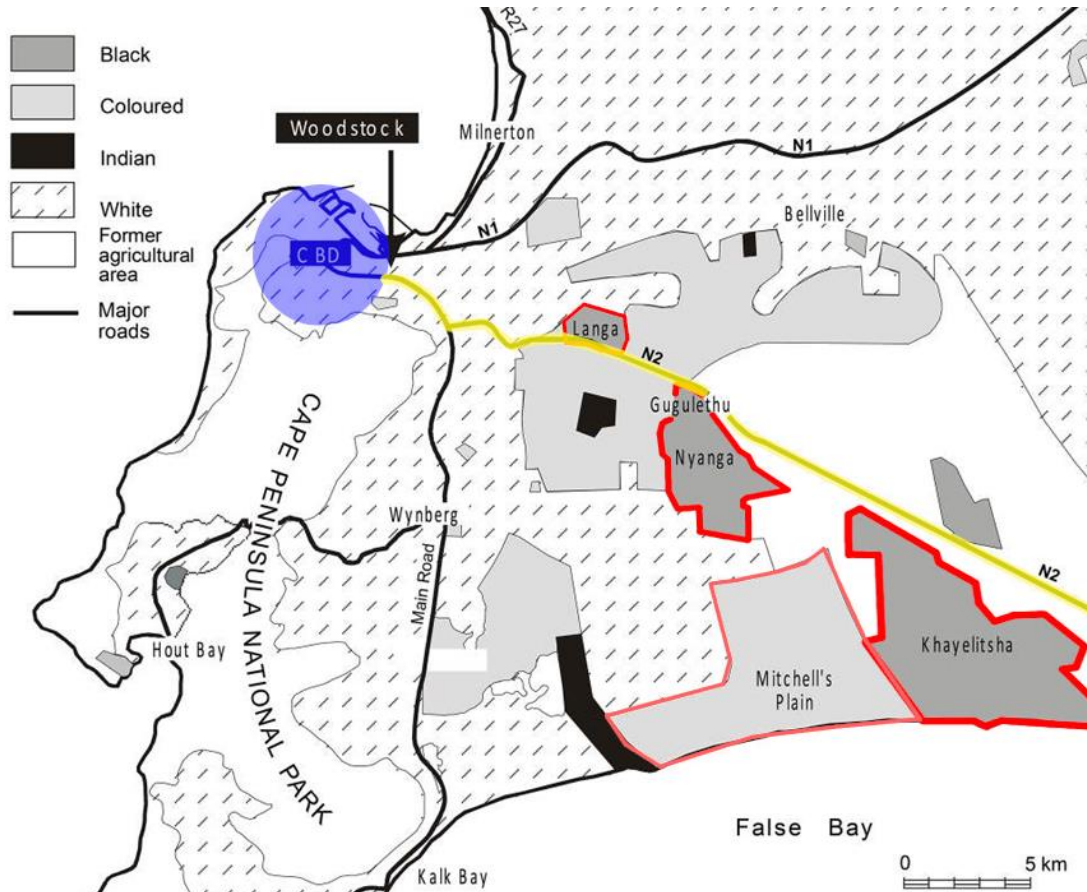 Black
Coloured
Indian
White
Former
agricultural
area
Major
roads
R27
Woodstock
Milnerton
N1
N1
Bellville
CBD
Langa
N2
Gugulethu
Nyanga
CAPE PENINSULA NATIONAL PARK
Wynberg
Main Road
N2
Hout Bay
Khayelitsha
Mitchell's
Plain
False Bay
Kalk Bay
0 5 km